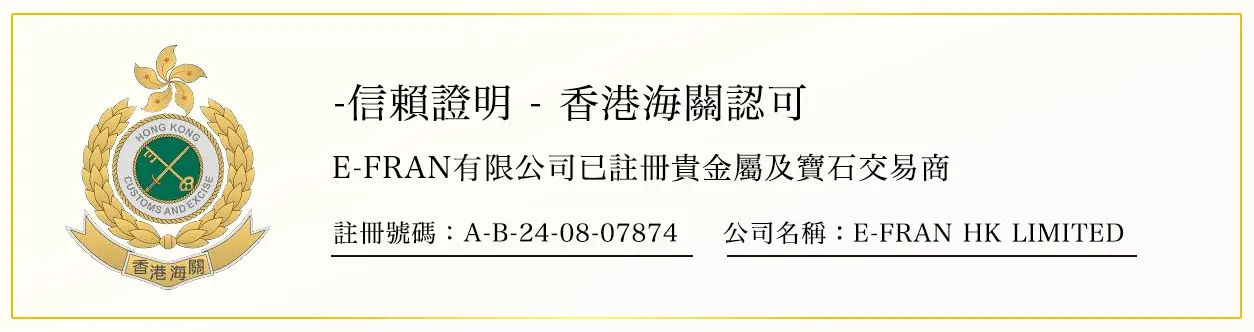 HONG KONG
CUSTOMS AND EXCISE
香港海關
-信賴證明 - 香港海關認可
E-FRAN有限公司已註冊貴金屬及寶石交易商
註冊號碼：A-B-24-08-07874 公司名稱：E-FRAN HK LIMITED